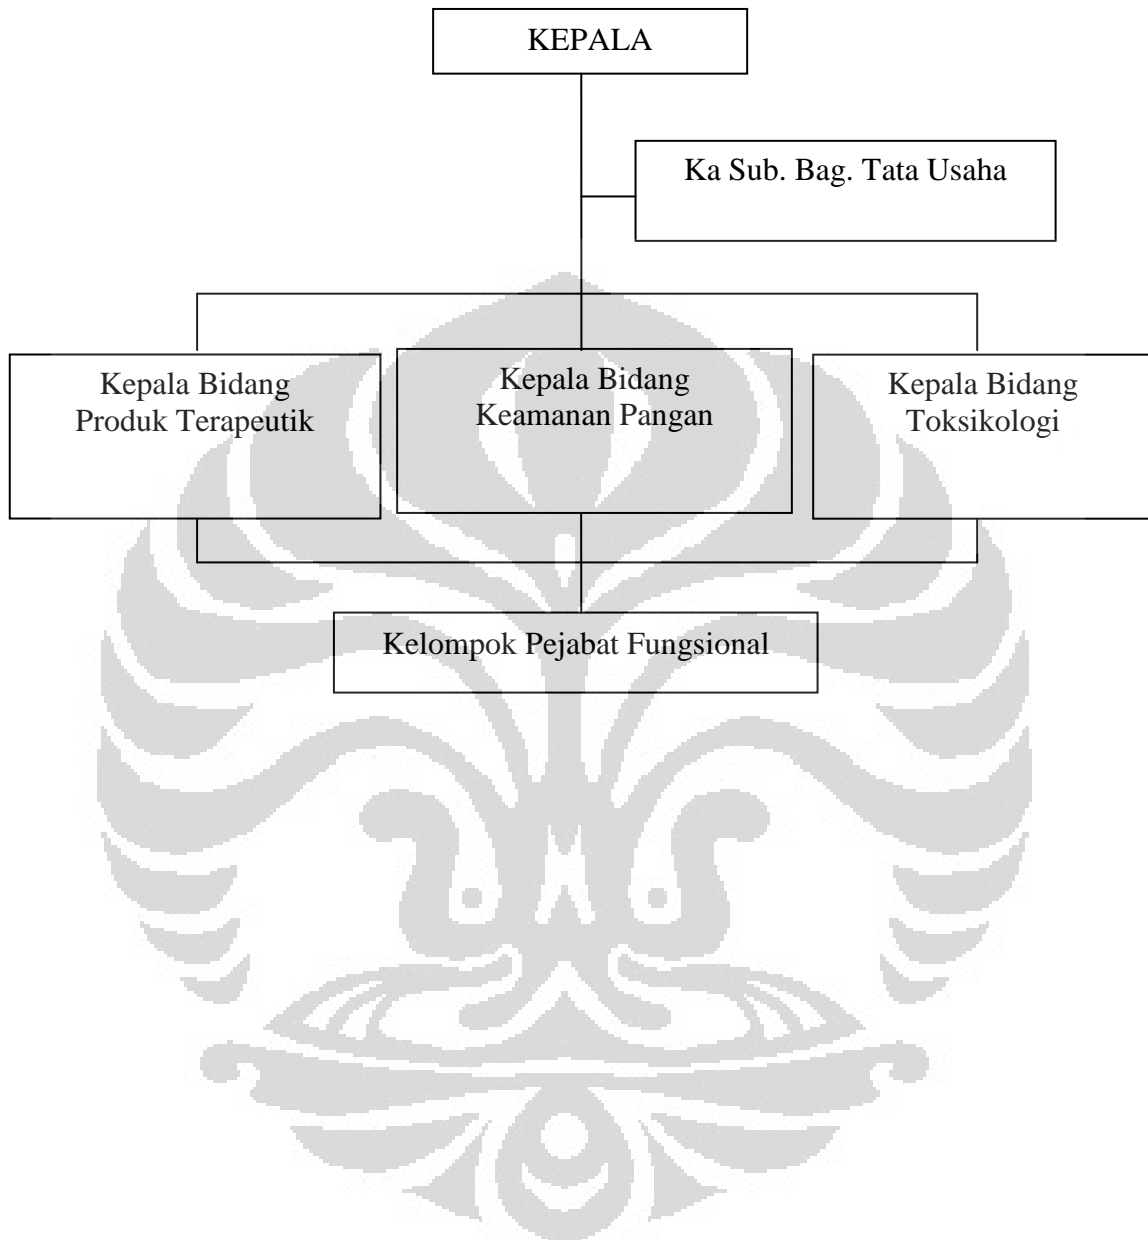 KEPALA
Ka Sub. Bag. Tata Usaha
Kepala Bidang
Produk Terapeutik
Kepala Bidang
Keamanan Pangan
Kepala Bidang
Toksikologi
Kelompok Pejabat Fungsional